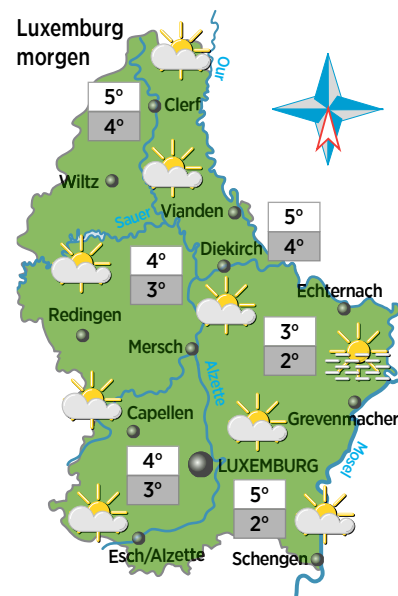 Luxemburg
morgen
Our
5°
4°
Clerf
Wiltz
Vianden
Sauer
5°
4°
Diekirch
4°
3°
Echternach
Redingen
3°
2°
Mersch
Alzette
Capellen
Grevenmacher
Mosel
4°
3°
LUXEMBURG
5°
2°
Esch/Alzette
Schengen